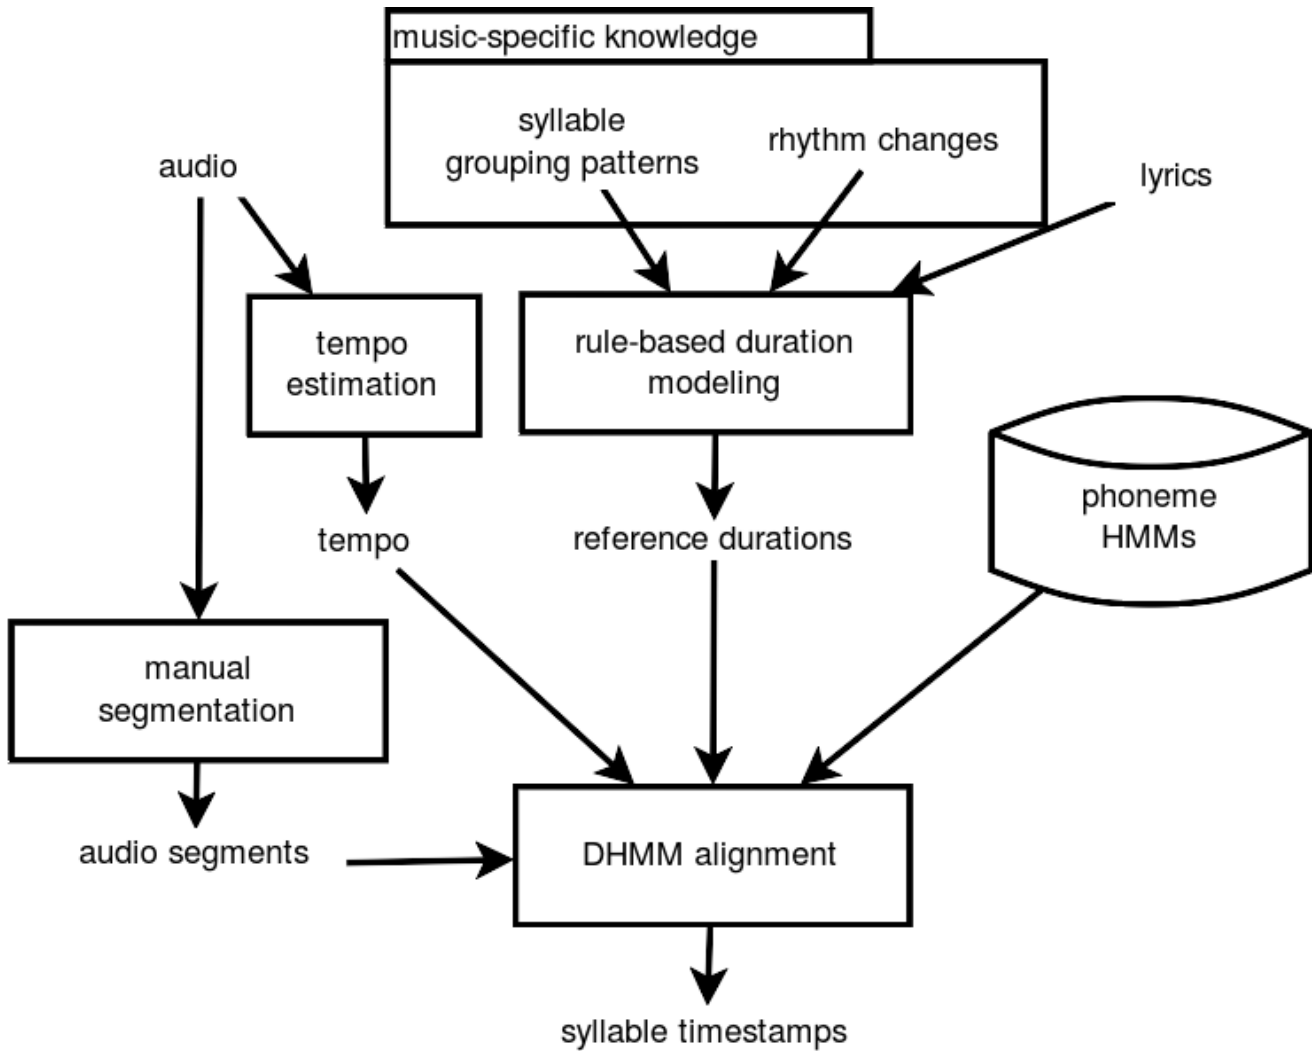 music-specific knowledge
syllable
grouping patterns
rhythm changes
audio
lyrics
tempo
estimation
rule-based duration
modeling
phoneme
HMMs
tempo
reference durations
manual
segmentation
audio segments
DHMM alignment
syllable timestamps